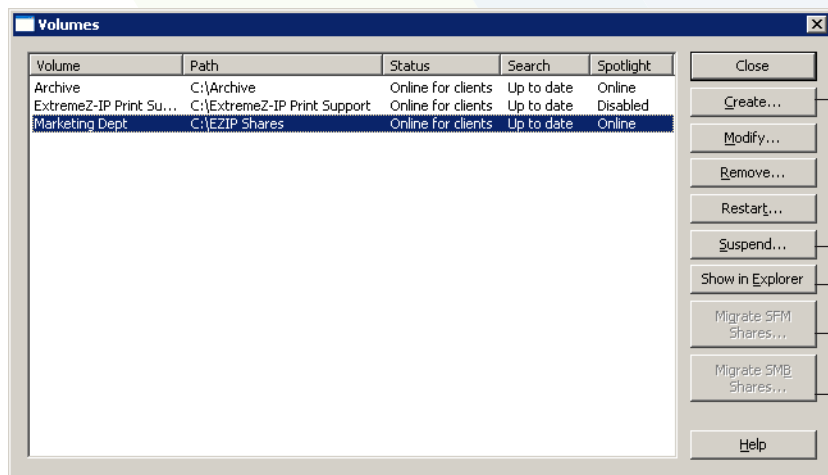 Volumes
Volume Path Status Search Spotlight
Archive C:\Archive Online for clients Up to date Online
ExtremeZ-IP Print Su... C:\ExtremeZ-IP Print Support Online for clients Up to date Disabled
Marketing Dept C:\EZIP Shares Online for clients Up to date Online
Close
Create...
Modify...
Remove...
Restart...
Suspend...
Show in Explorer
Migrate SFM
Shares...
Migrate SMB
Shares...
Help